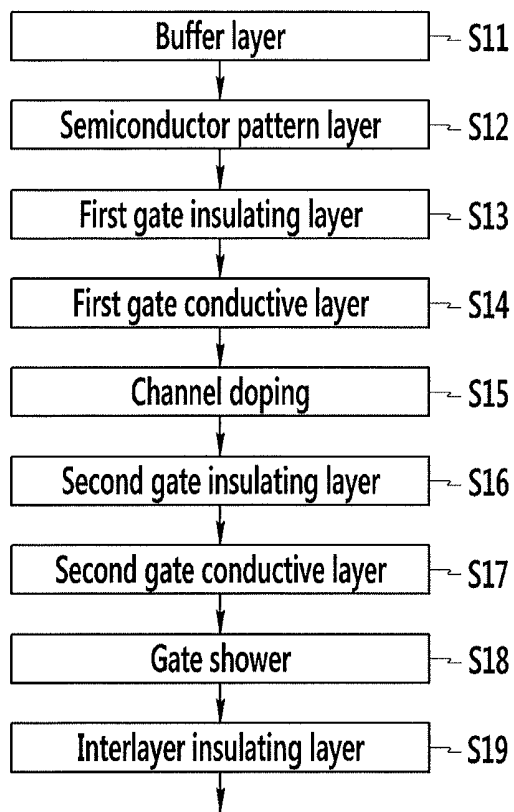 Buffer layer S11
Semiconductor pattern layer S12
First gate insulating layer S13
First gate conductive layer S14
Channel doping S15
Second gate insulating layer S16
Second gate conductive layer S17
Gate shower S18
Interlayer insulating layer S19